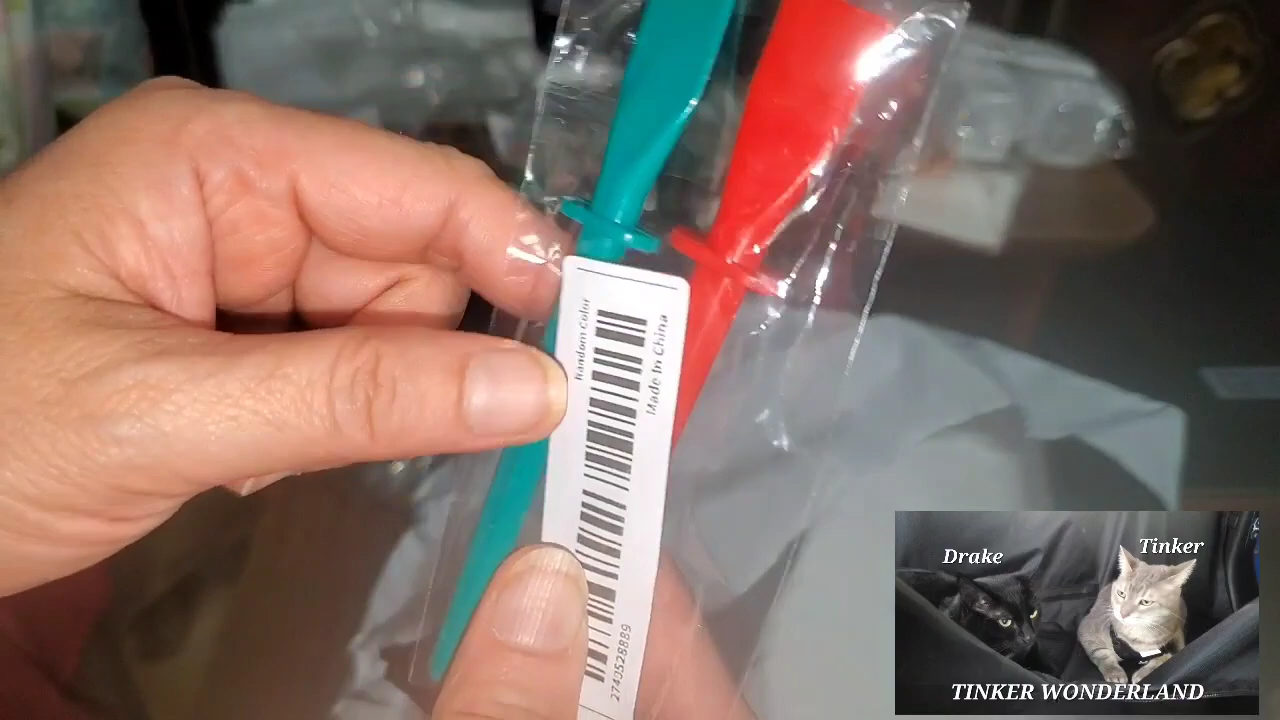 Random color
Made In China
2740528889
Drake
Tinker
TINKER WONDERLAND